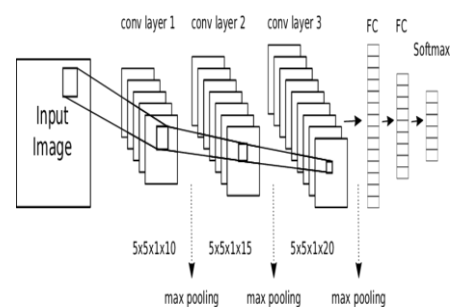 conv layer 1
conv layer 2
conv layer 3
FC
FC
Softmax
Input
Image
5x5x1x10
5x5x1x15
5x5x1x20
max pooling
max pooling
max pooling